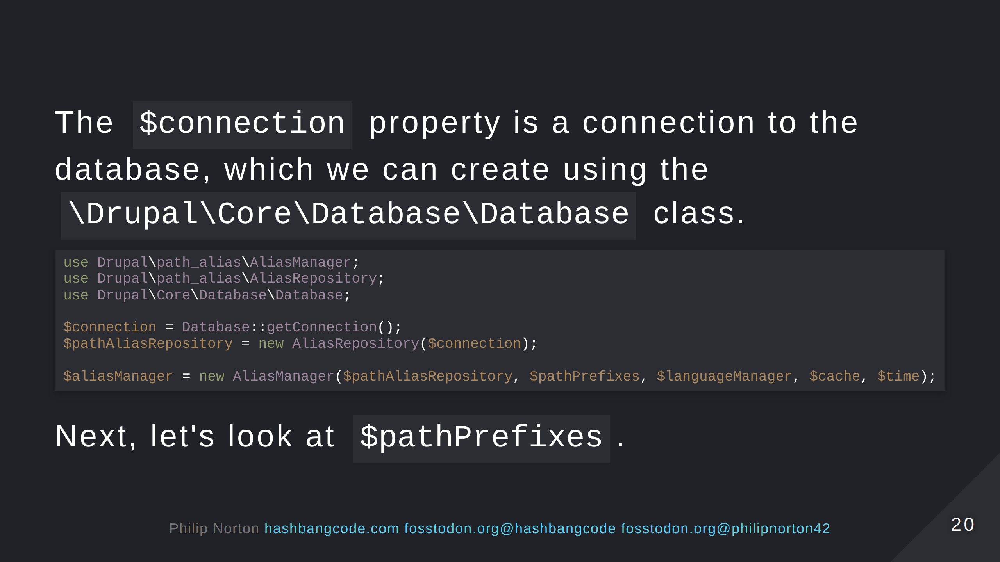 The $connection property is a connection to the
database, which we can create using the
\Drupal\Core\Database\Database class.
use Drupal\path_alias\AliasManager;
use Drupal\path_alias\AliasRepository;
use Drupal\Core\Database\Database;
$connection = Database::getConnection();
$pathAliasRepository = new AliasRepository($connection);
$aliasManager = new AliasManager($pathAliasRepository, $pathPrefixes, $languageManager, $cache, $time);
Next, let's look at $pathPrefixes.
Philip Norton hashbangcode.com fosstodon.org@hashbangcode fosstodon.org@philipnorton42
20